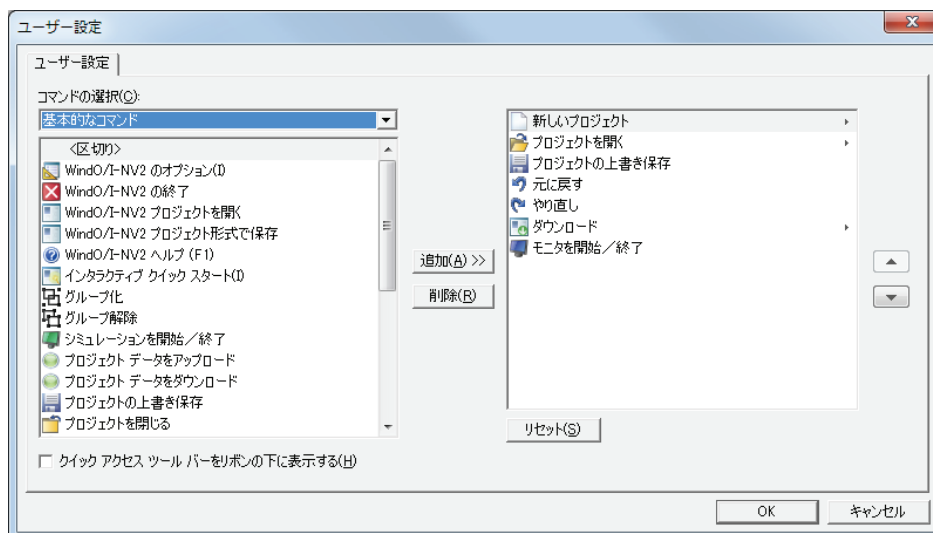 ユーザー設定
ユーザー設定
コマンドの選択(C):
基本的なコマンド
<区切り>
WindO/I-NV2 のオプション(I)
WindO/I-NV2 の終了
WindO/I-NV2 プロジェクトを開く
WindO/I-NV2 プロジェクト形式で保存
WindO/I-NV2 ヘルプ (F1)
インタラクティブ クイック スタート(I)
グループ化
グループ解除
シミュレーションを開始/終了
プロジェクト データをアップロード
プロジェクト データをダウンロード
プロジェクトの上書き保存
プロジェクトを閉じる
追加(A) >>
削除(R)
新しいプロジェクト
プロジェクトを開く
プロジェクトの上書き保存
元に戻す
やり直し
ダウンロード
モニタを開始/終了
リセット(S)
クイック アクセス ツール バーをリボンの下に表示する(H)
OK
キャンセル